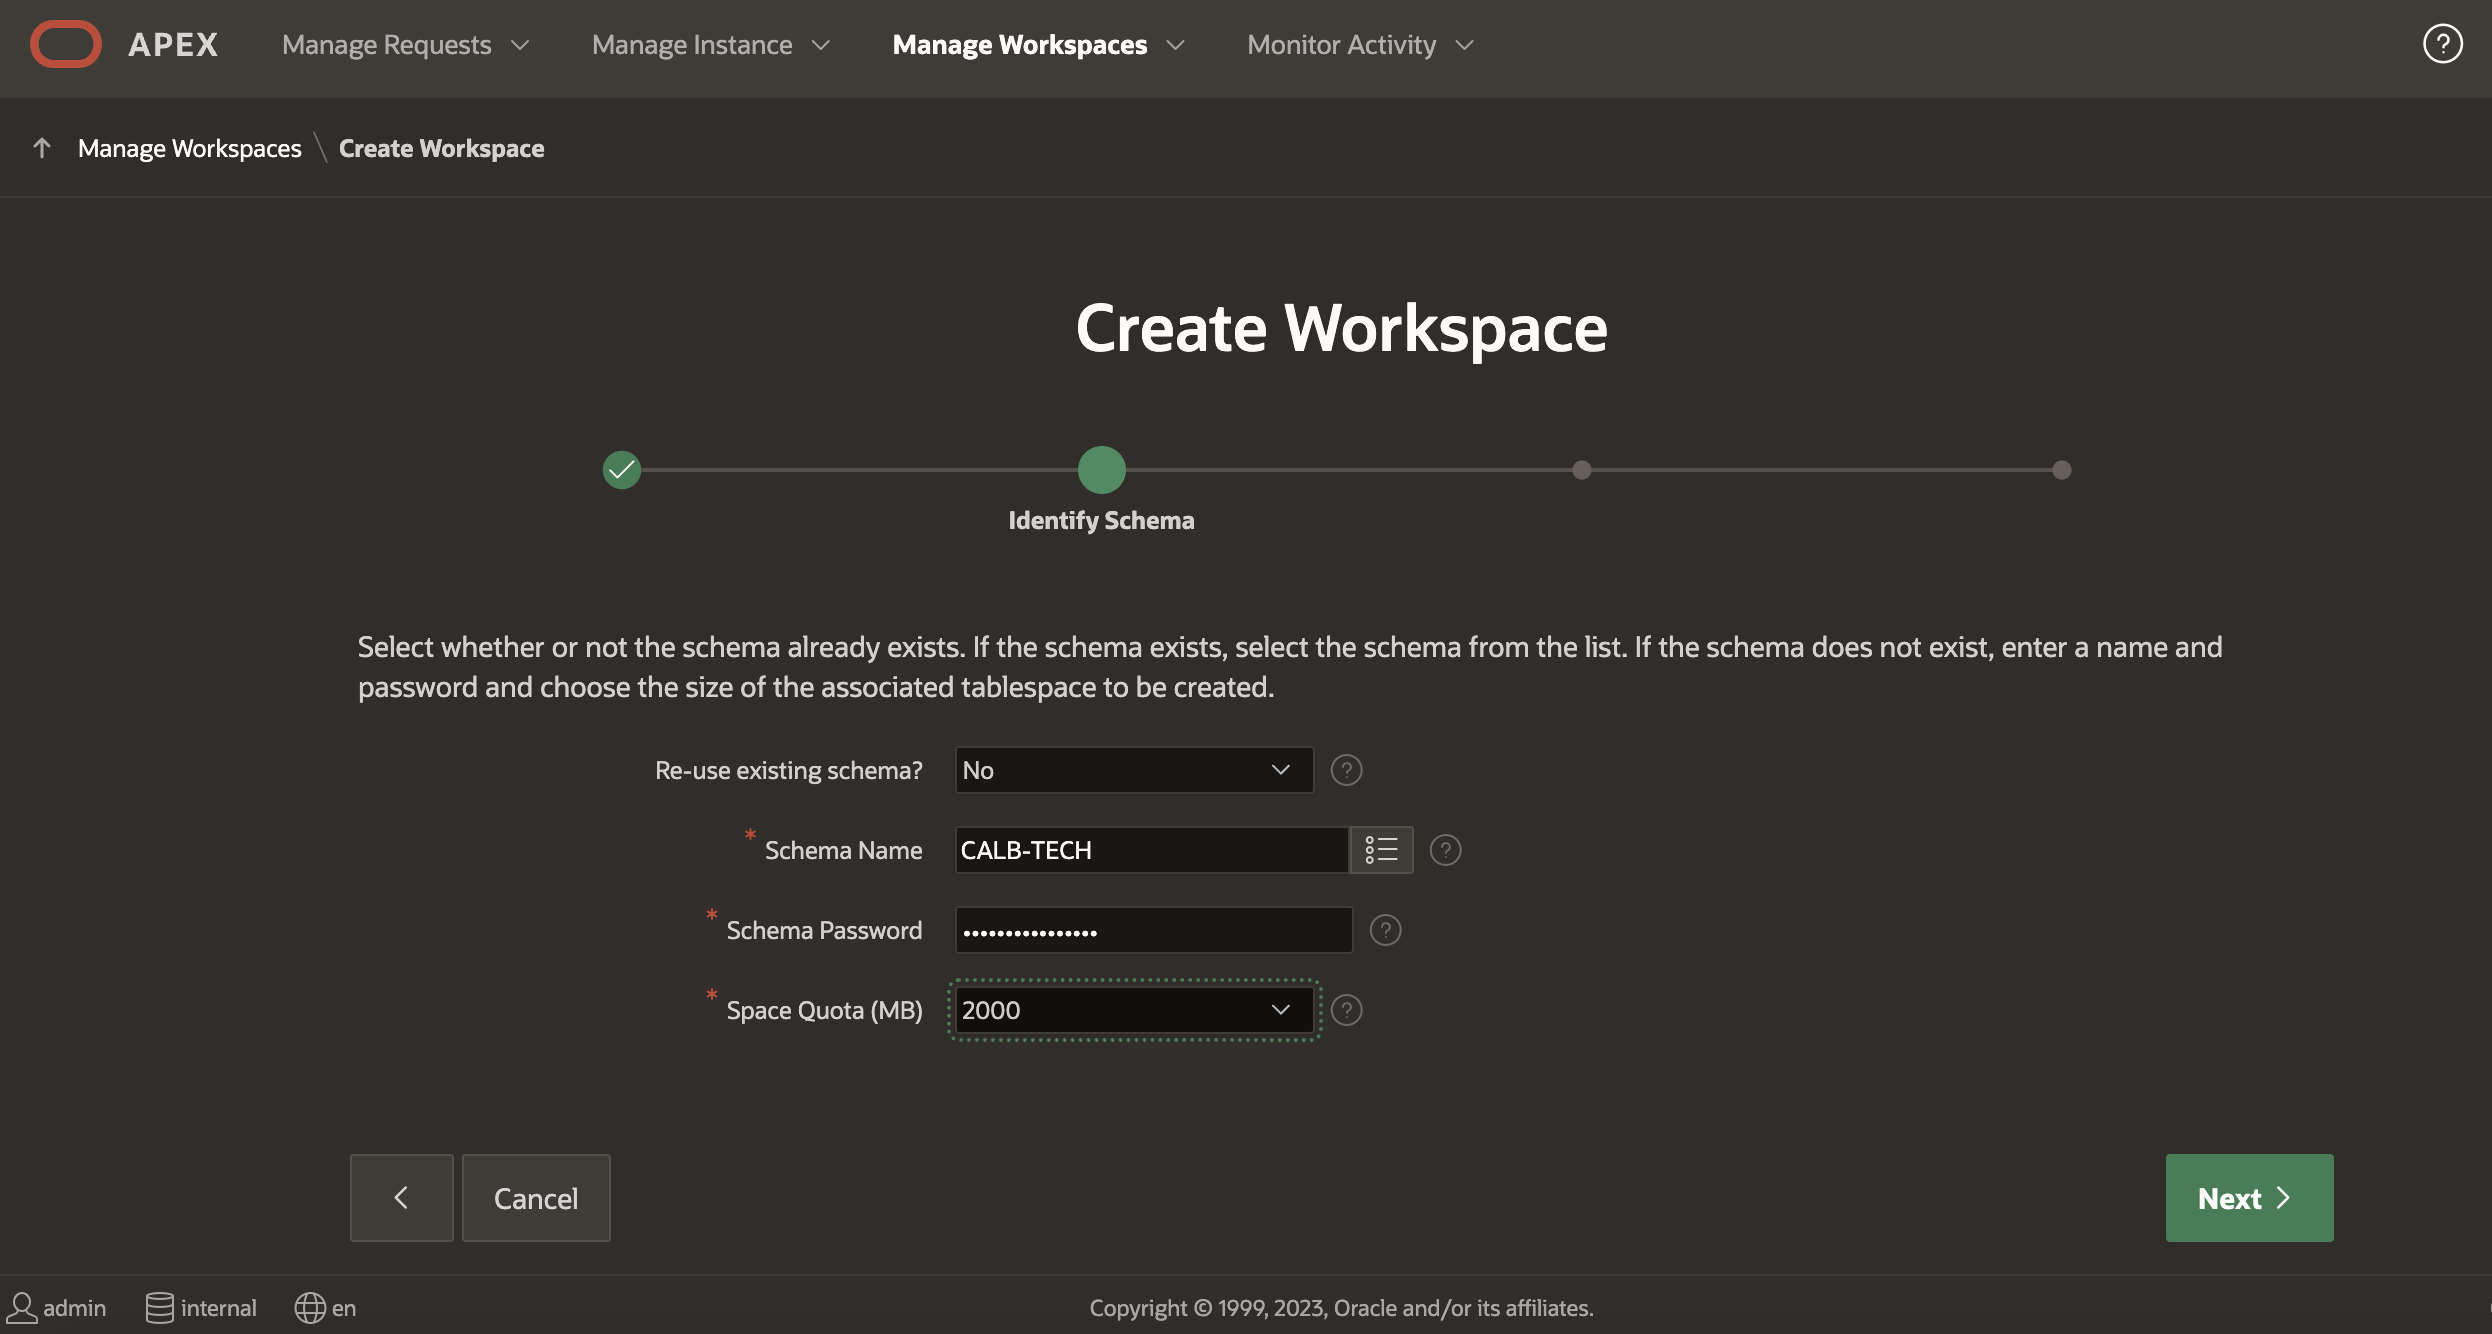 APEX Manage Requests Manage Instance Manage Workspaces Monitor Activity ?
Manage Workspaces \ Create Workspace
Create Workspace
Identify Schema
Select whether or not the schema already exists. If the schema exists, select the schema from the list. If the schema does not exist, enter a name and
password and choose the size of the associated tablespace to be created.
Re-use existing schema? No ?
* Schema Name CALB-TECH ?
* Schema Password •••••••••••••••• ?
* Space Quota (MB) 2000 ?
Cancel Next
admin internal en Copyright © 1999, 2023, Oracle and/or its affiliates.